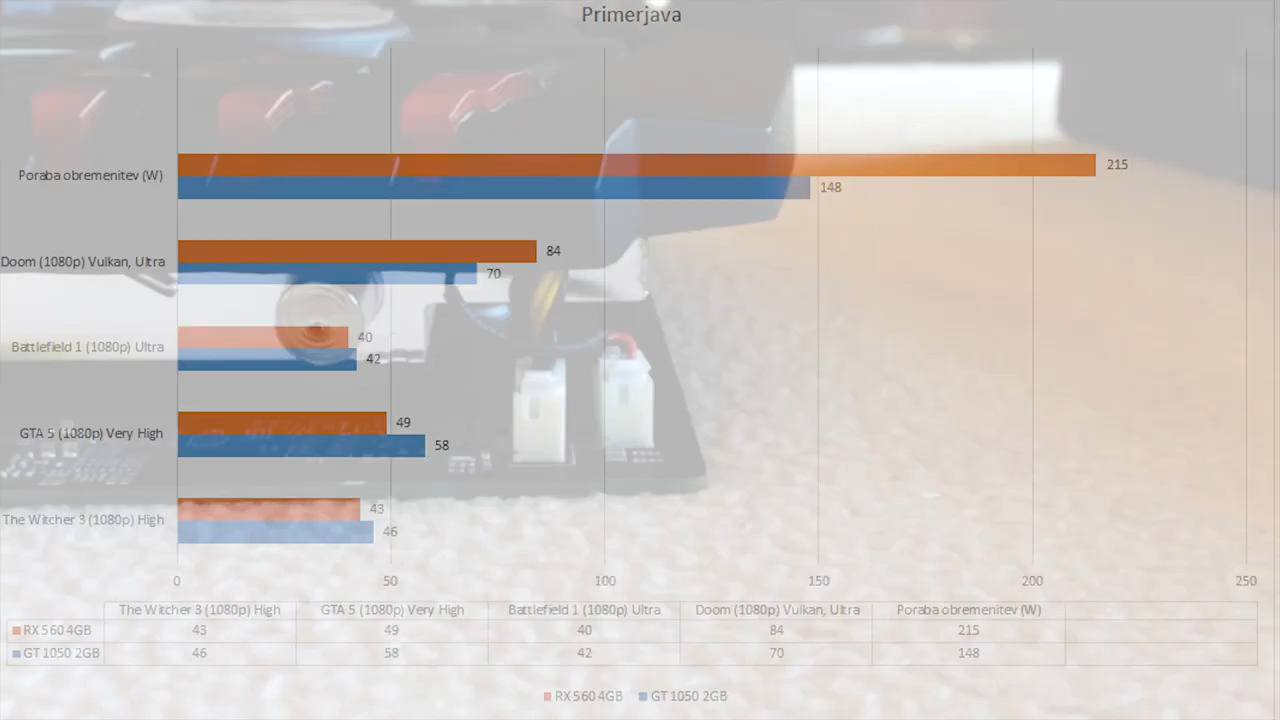 Primerjava
Poraba obremenitev (W)
215
148
Doom (1080p) Vulkan, Ultra
84
70
Battlefield 1 (1080p) Ultra
40
42
GTA 5 (1080p) Very High
49
58
The Witcher 3 (1080p) High
43
46
0 50 100 150 200 250
The Witcher 3 (1080p) High GTA 5 (1080p) Very High Battlefield 1 (1080p) Ultra Doom (1080p) Vulkan, Ultra Poraba obremenitev (W)
RX 560 4GB 43 49 40 84 215
GT 1050 2GB 46 58 42 70 148
RX 560 4GB GT 1050 2GB